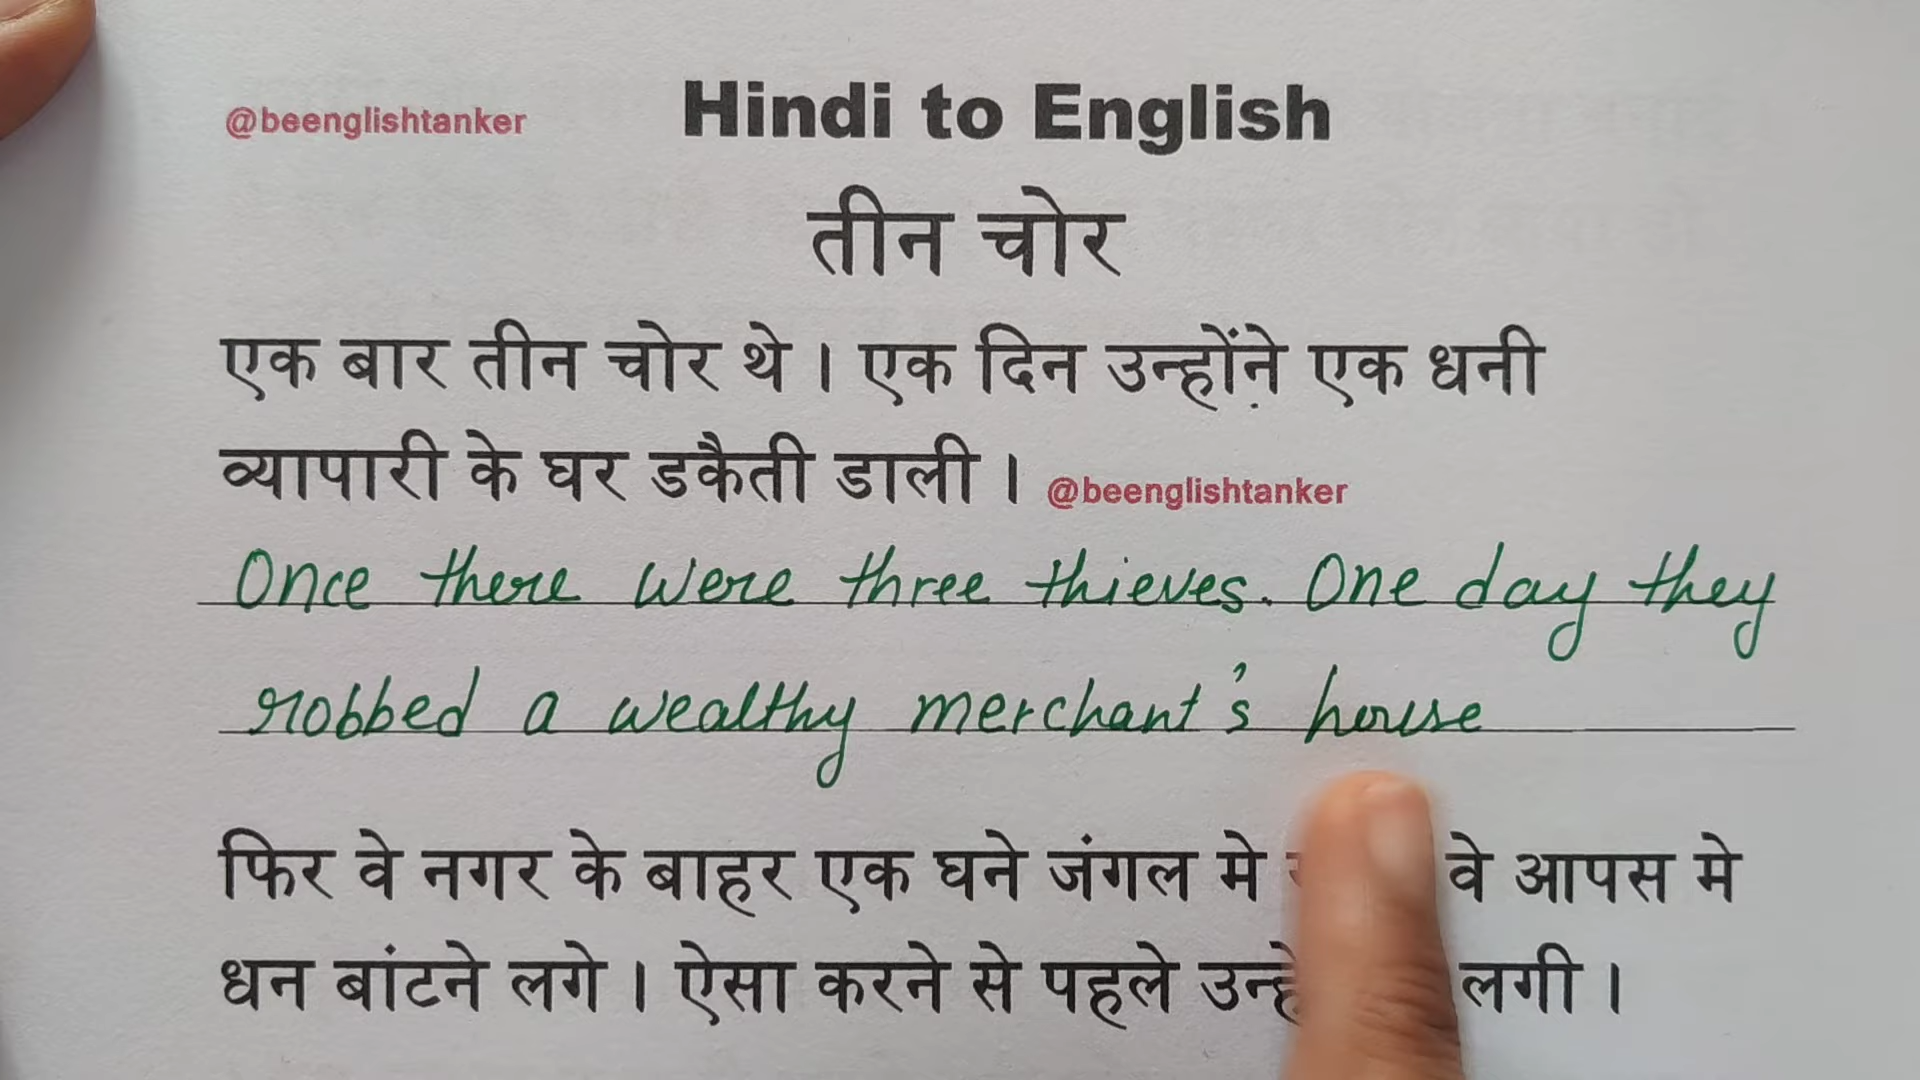 @beenglishtanker
Hindi to English
तीन चोर
एक बार तीन चोर थे । एक दिन उन्होंने एक धनी
व्यापारी के घर डकैती डाली । @beenglishtanker
Once there were three thieves. One day they
robbed a wealthy merchant's house
फिर वे नगर के बाहर एक घने जंगल मे वे आपस मे
धन बांटने लगे । ऐसा करने से पहले लगी ।